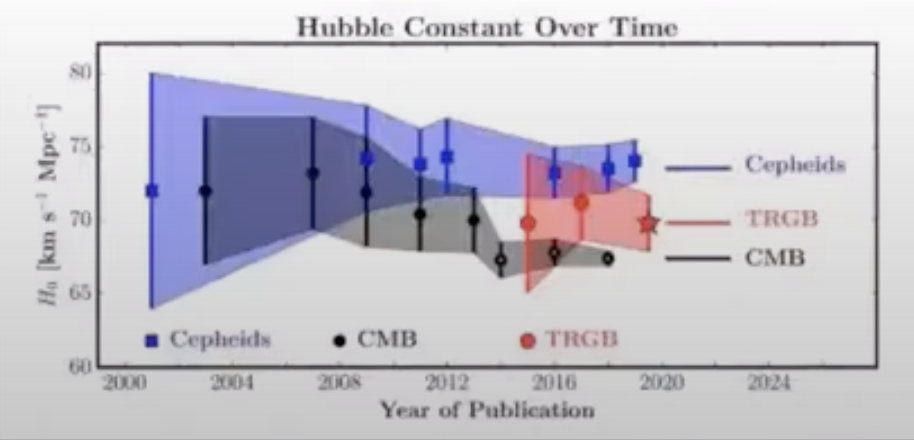 Hubble Constant Over Time
H₀ [km s⁻¹ Mpc⁻¹]
80
75
70
65
60
Cepheids
TRGB
CMB
Cepheids CMB TRGB
2000 2004 2008 2012 2016 2020 2024
Year of Publication